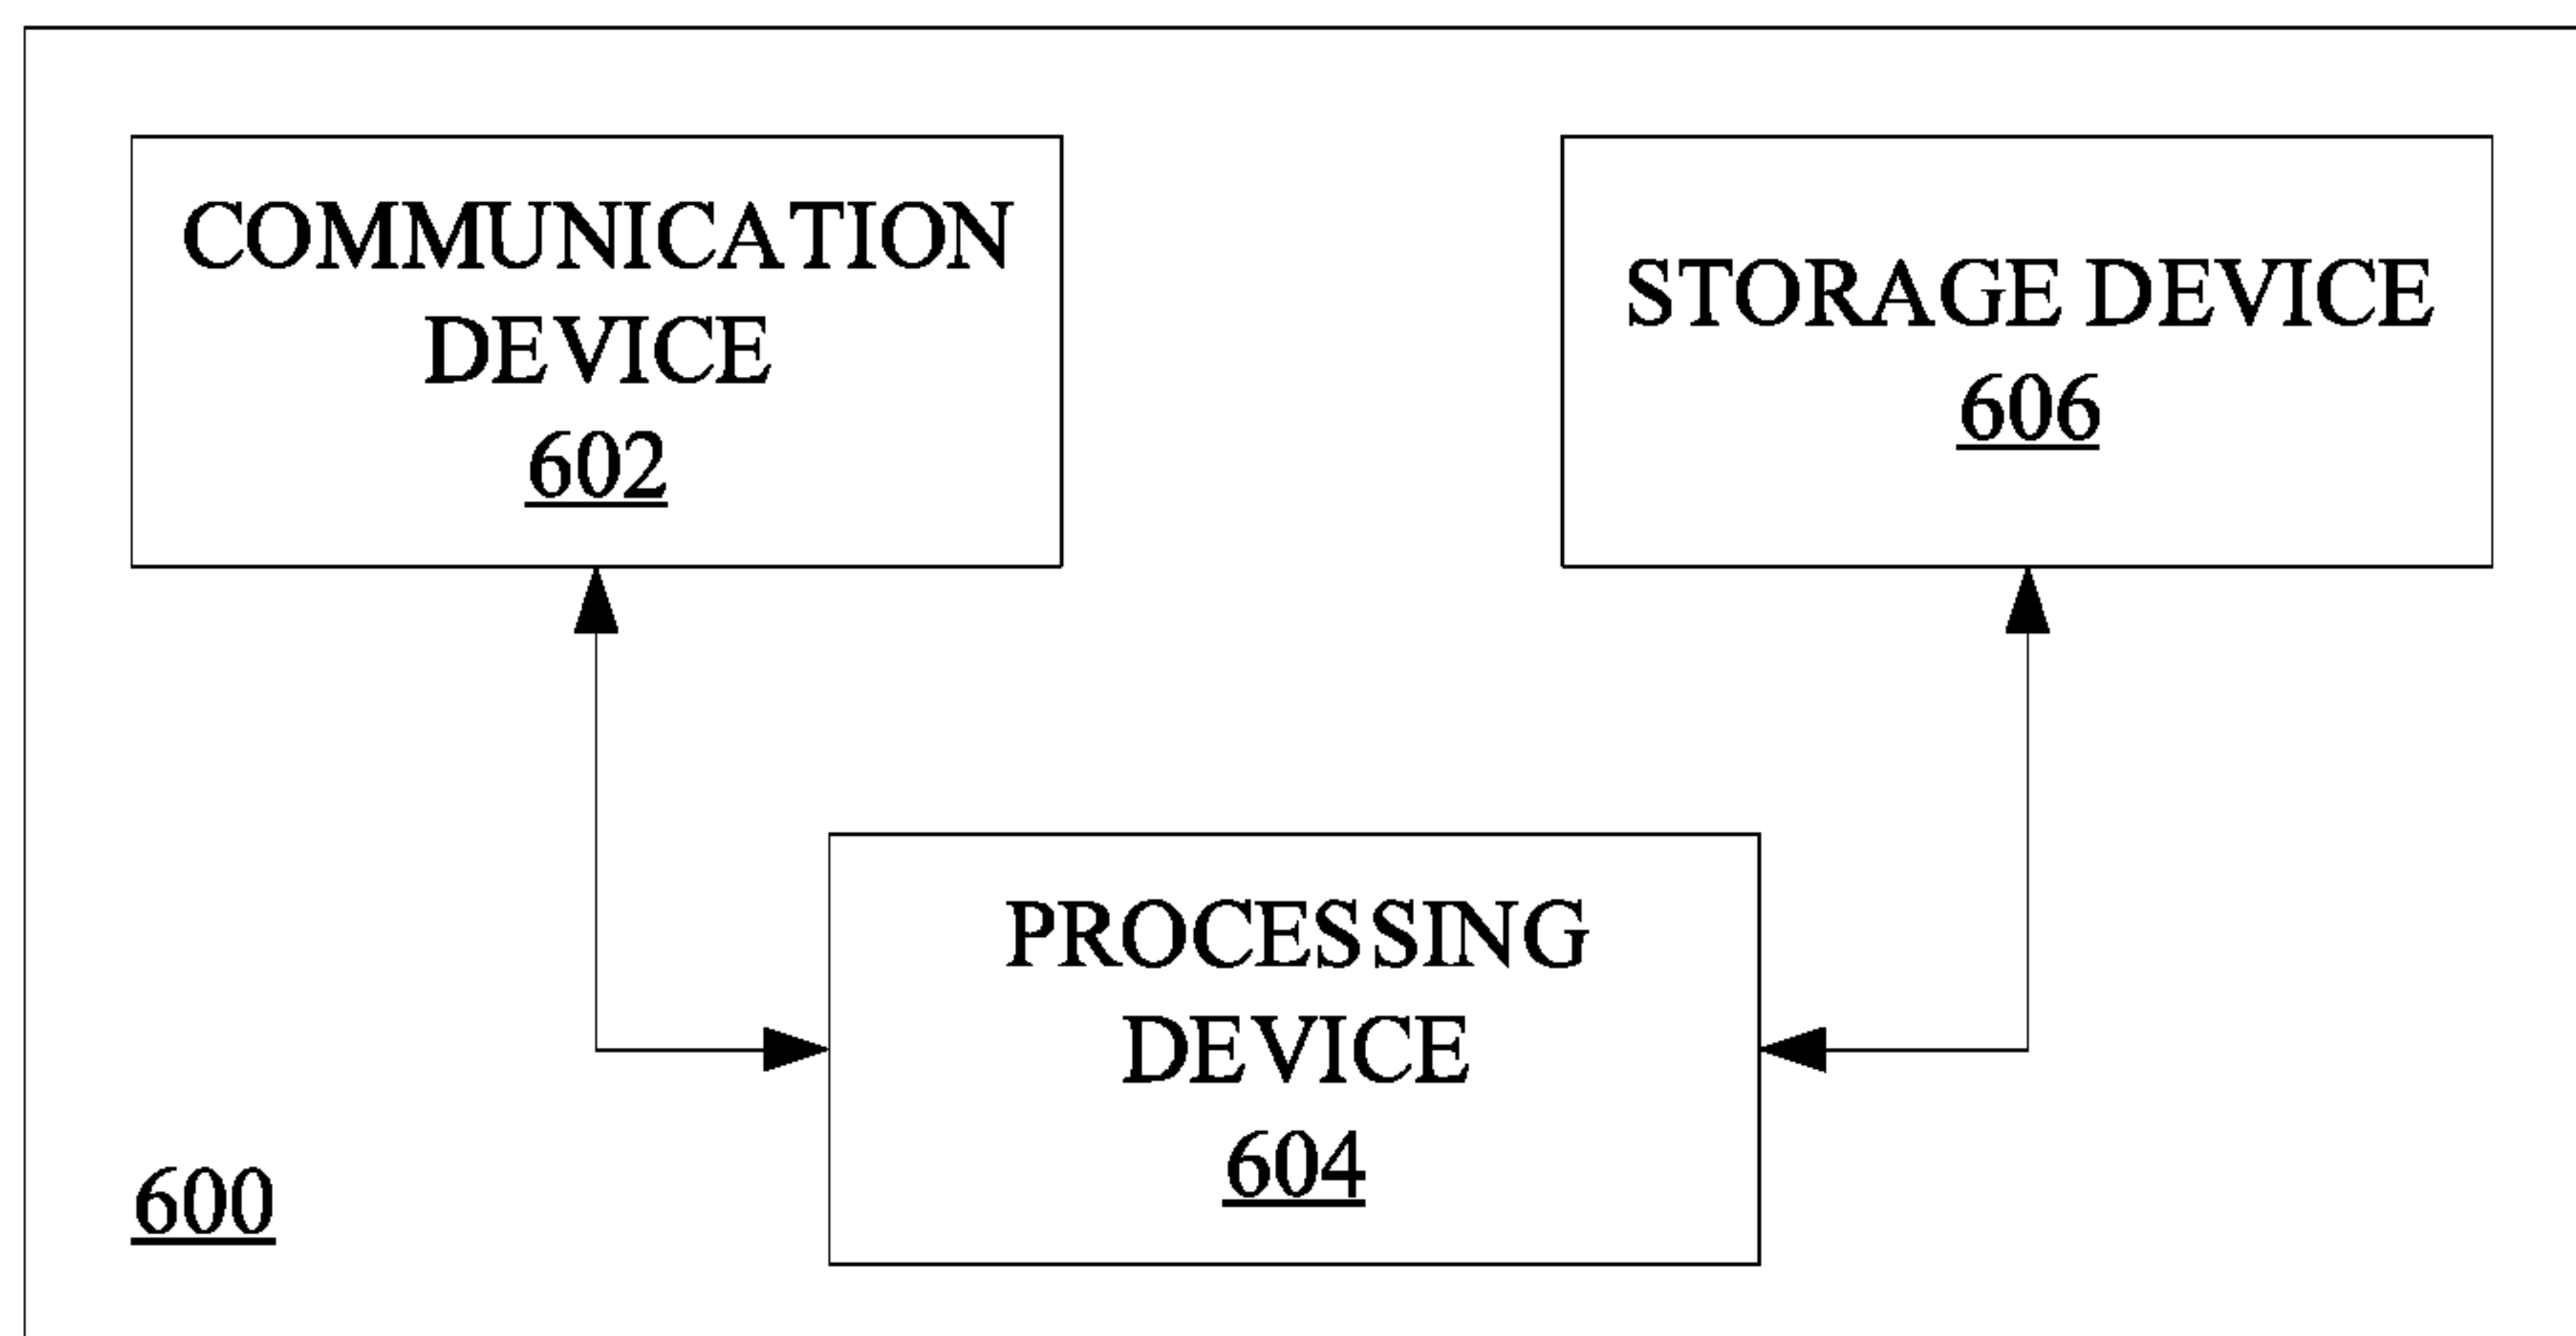 COMMUNICATION
DEVICE
602
STORAGE DEVICE
606
PROCESSING
DEVICE
604
600